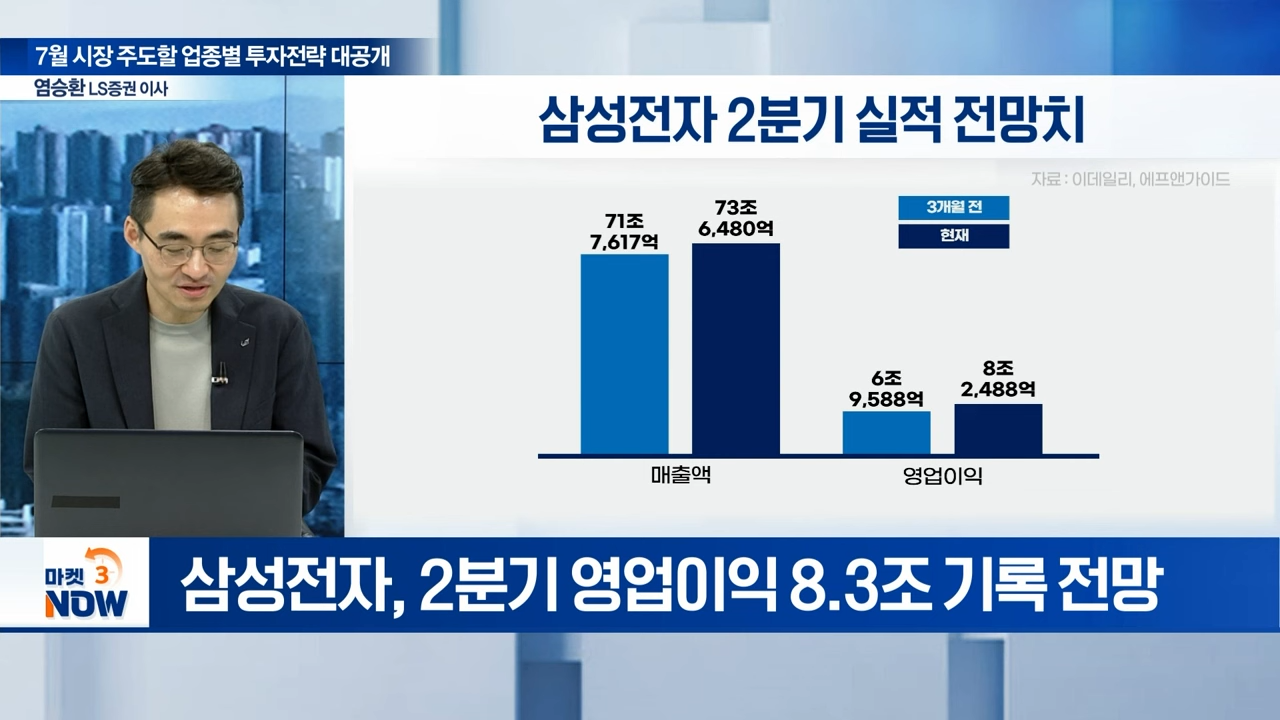 7월 시장 주도할 업종별 투자전략 대공개
염승환 LS증권 이사
삼성전자 2분기 실적 전망치
자료 : 이데일리, 에프앤가이드
3개월 전
현재
71조
7,617억
73조
6,480억
6조
9,588억
8조
2,488억
매출액
영업이익
마켓 3
NOW
삼성전자, 2분기 영업이익 8.3조 기록 전망